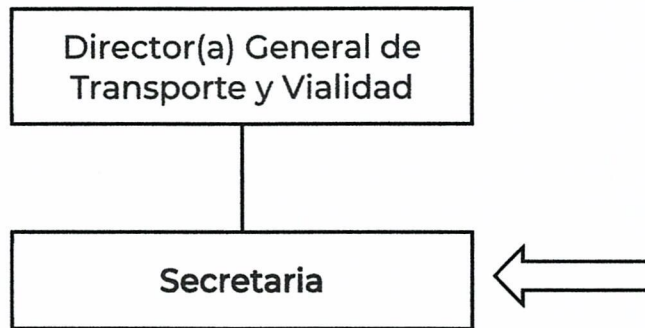 Director(a) General de
Transporte y Vialidad
Secretaria